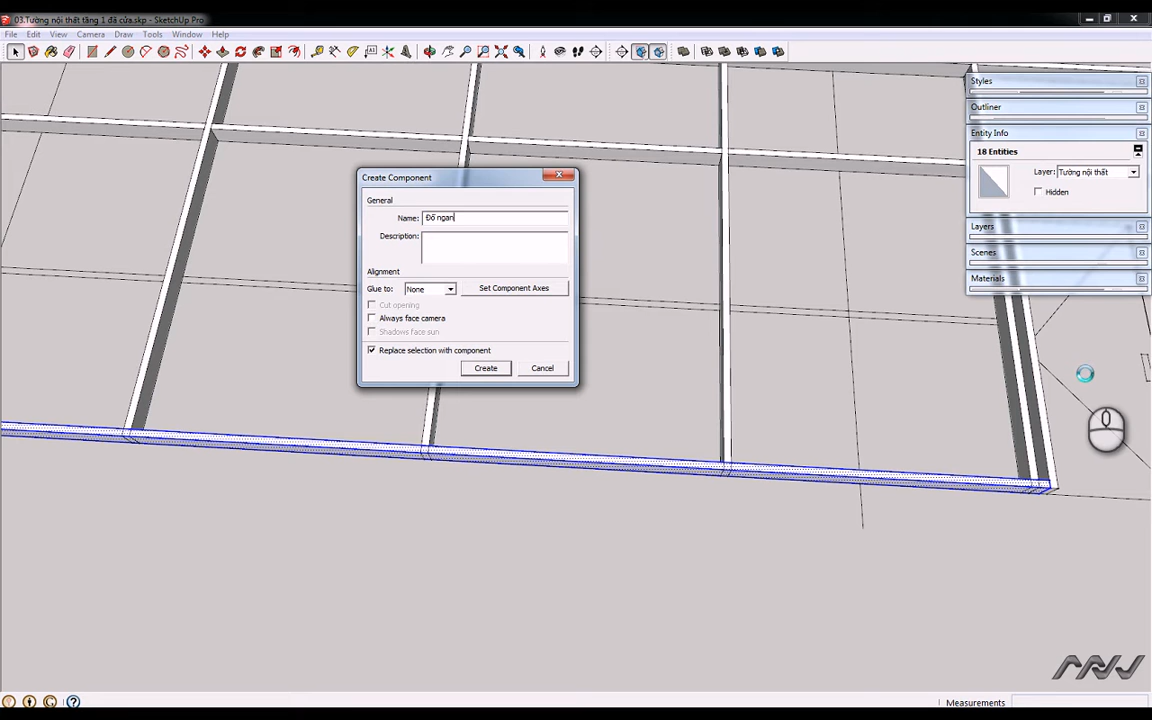 03.Tường nội thất tầng 1 đã cửa.skp - SketchUp Pro
File Edit View Camera Draw Tools Window Help
Styles
Outliner
Entity Info
18 Entities
Layer: Tường nội thất
Hidden
Layers
Scenes
Materials
Create Component
General
Name: Đố ngan
Description:
Alignment
Glue to: None Set Component Axes
Cut opening
Always face camera
Shadows face sun
Replace selection with component
Create Cancel
Measurements